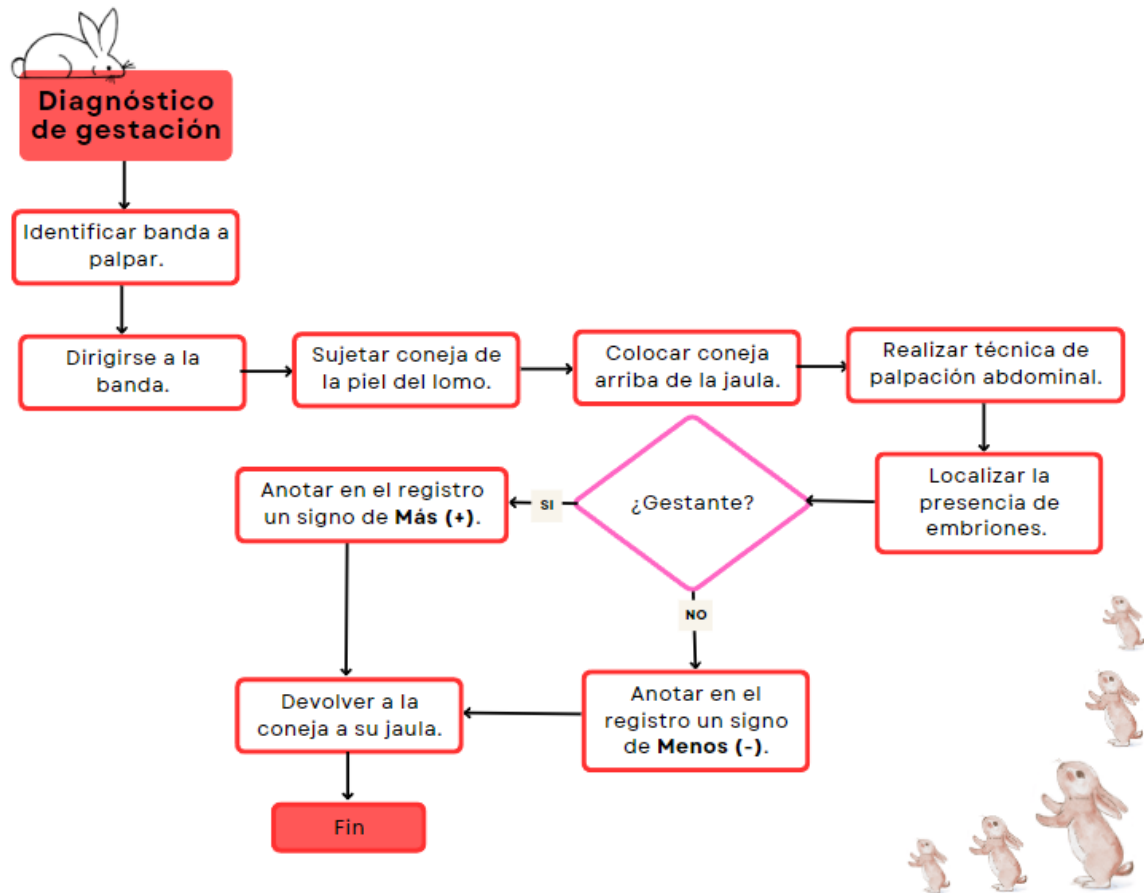 Diagnóstico
de gestación
Identificar banda a
palpar.
Dirigirse a la
banda.
Sujetar coneja de
la piel del lomo.
Colocar coneja
arriba de la jaula.
Realizar técnica de
palpación abdominal.
Localizar la
presencia de
embriones.
¿Gestante?
SI
Anotar en el registro
un signo de Más (+).
NO
Anotar en el
registro un signo
de Menos (-).
Devolver a la
coneja a su jaula.
Fin